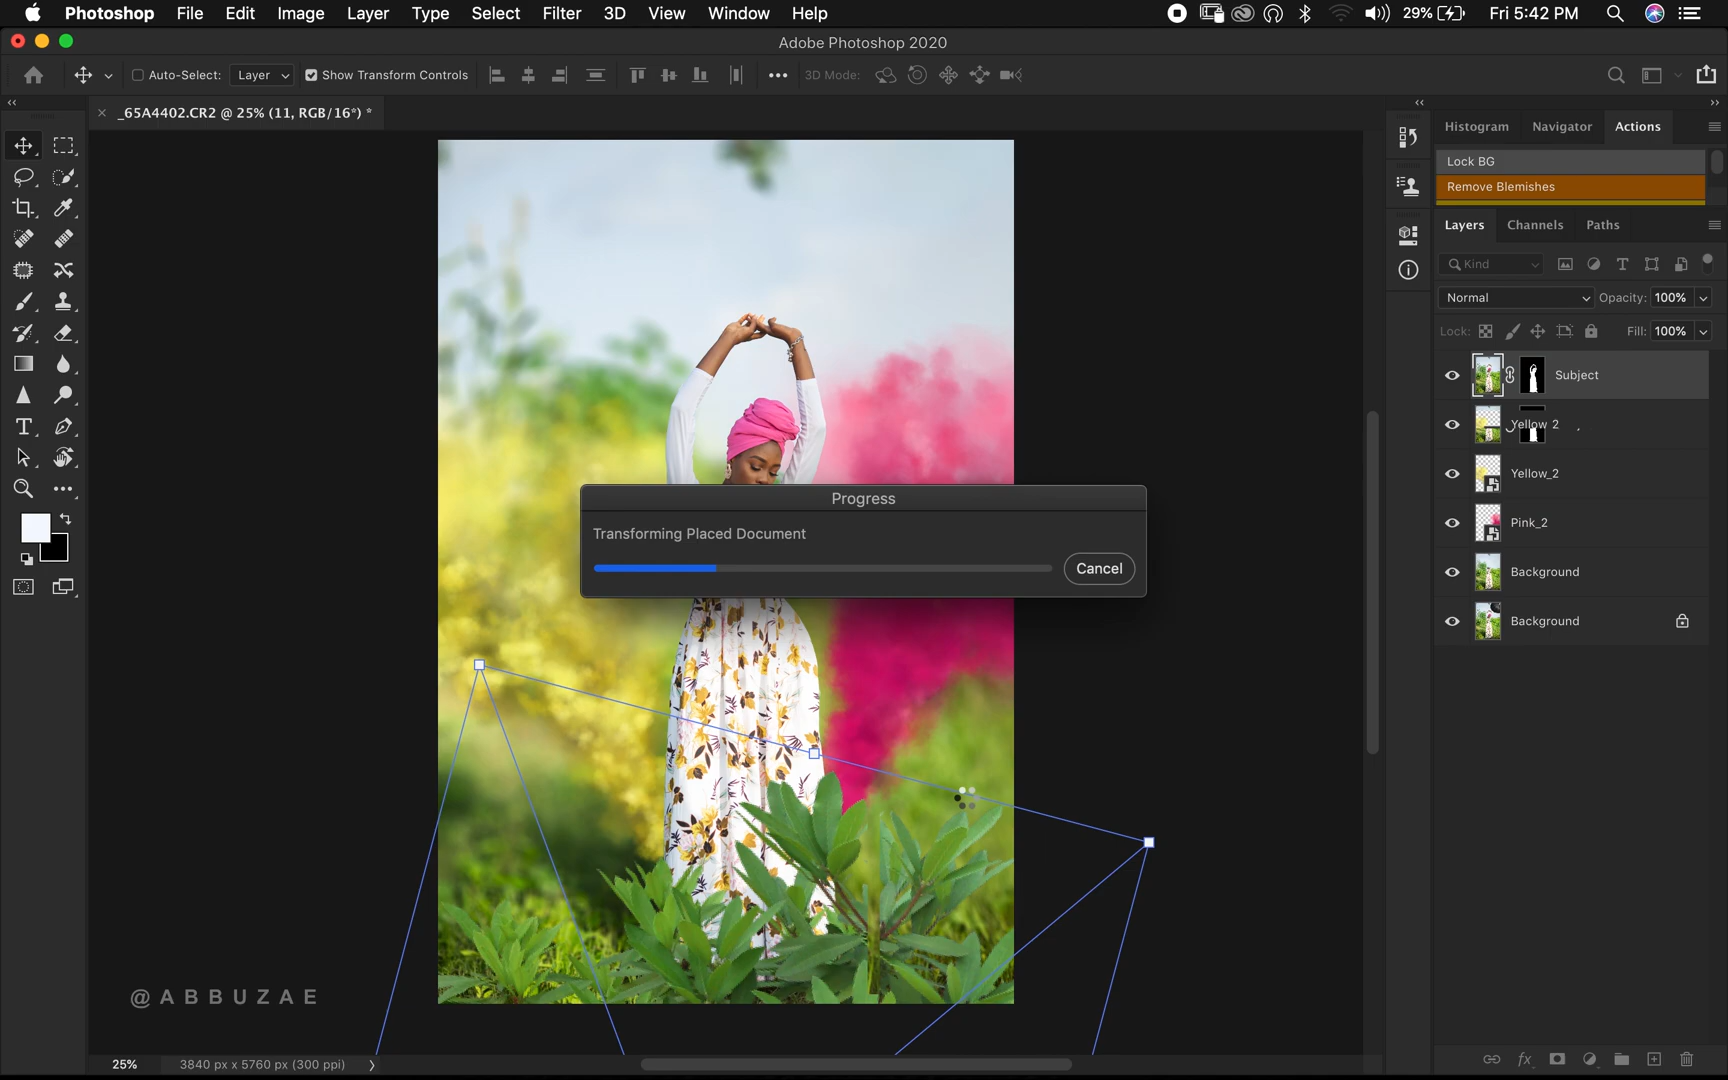 Photoshop File Edit Image Layer Type Select Filter 3D View Window Help 29% Fri 5:42 PM
Adobe Photoshop 2020
Auto-Select: Layer Show Transform Controls 3D Mode:
_65A4402.CR2 @ 25% (11, RGB/16*) *
Histogram Navigator Actions
Lock BG
Remove Blemishes
Layers Channels Paths
Kind
Normal Opacity: 100%
Lock: Fill: 100%
Subject
Yellow 2
Yellow_2
Pink_2
Background
Background
Progress
Transforming Placed Document
Cancel
@ABBUZAE
25% 3840 px x 5760 px (300 ppi)